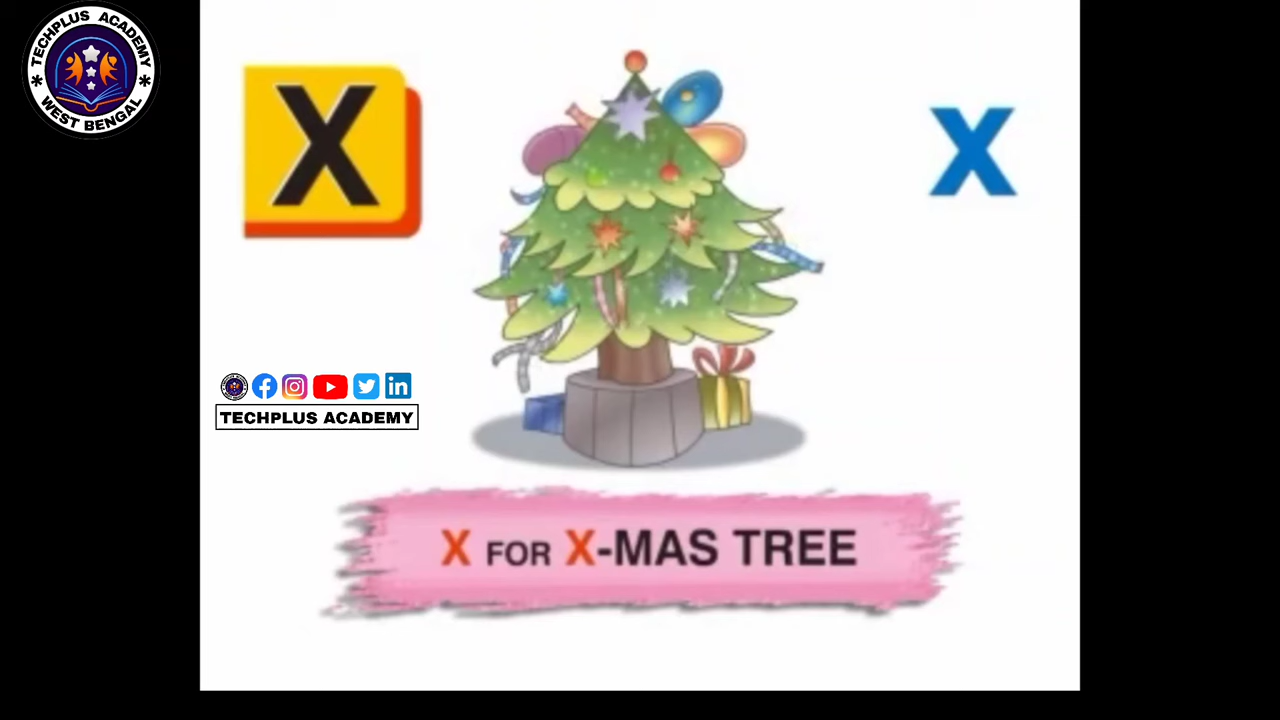 TECHPLUS ACADEMY
WEST BENGAL
X
X
TECHPLUS ACADEMY
X FOR X-MAS TREE